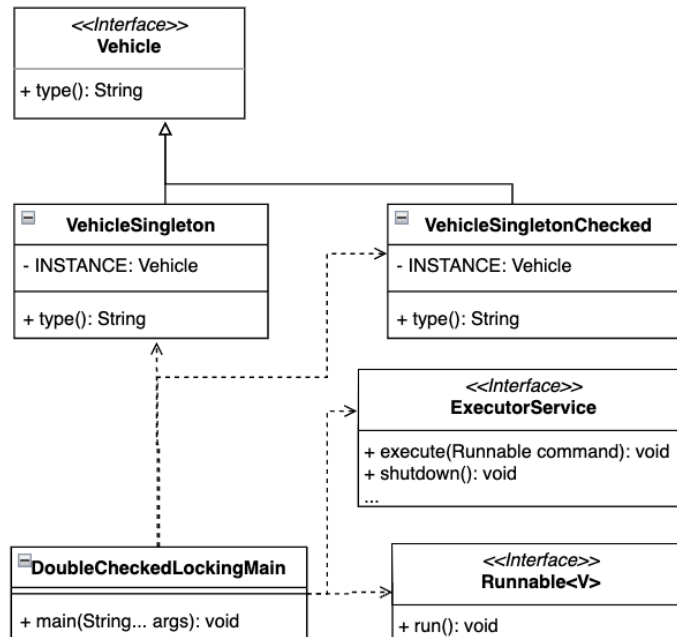 <<Interface>>
Vehicle
+ type(): String
VehicleSingleton
- INSTANCE: Vehicle
+ type(): String
VehicleSingletonChecked
- INSTANCE: Vehicle
+ type(): String
<<Interface>>
ExecutorService
+ execute(Runnable command): void
+ shutdown(): void
...
DoubleCheckedLockingMain
+ main(String... args): void
<<Interface>>
Runnable<V>
+ run(): void